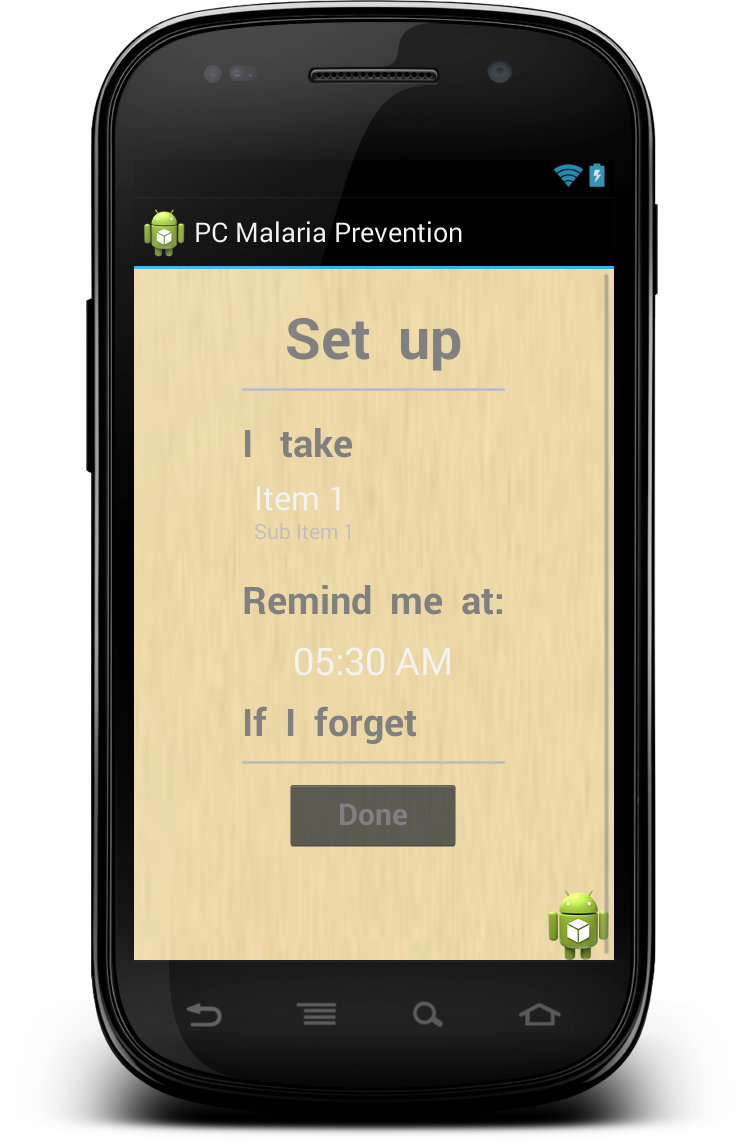 PC Malaria Prevention
Set up
I take
Item 1
Sub Item 1
Remind me at:
05:30 AM
If I forget
Done